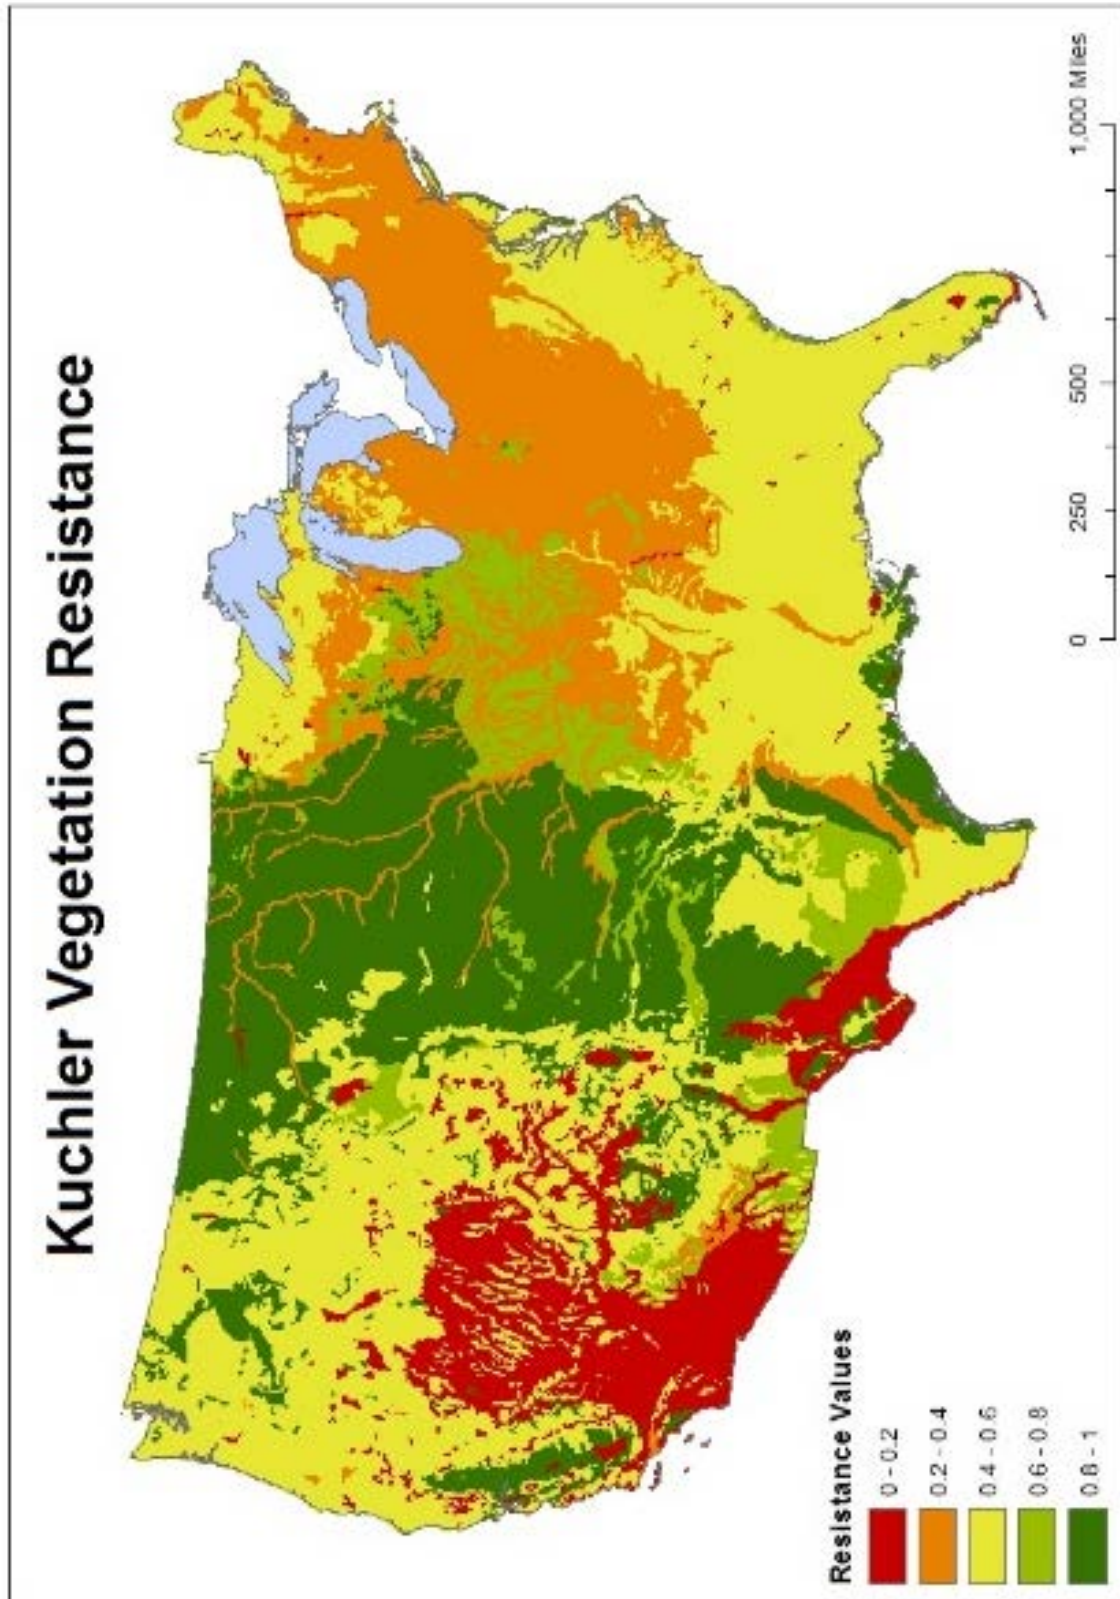 Kuchler Vegetation Resistance
Resistance Values
0 - 0.2
0.2 - 0.4
0.4 - 0.6
0.6 - 0.8
0.8 - 1
0 250 500 1,000 Miles